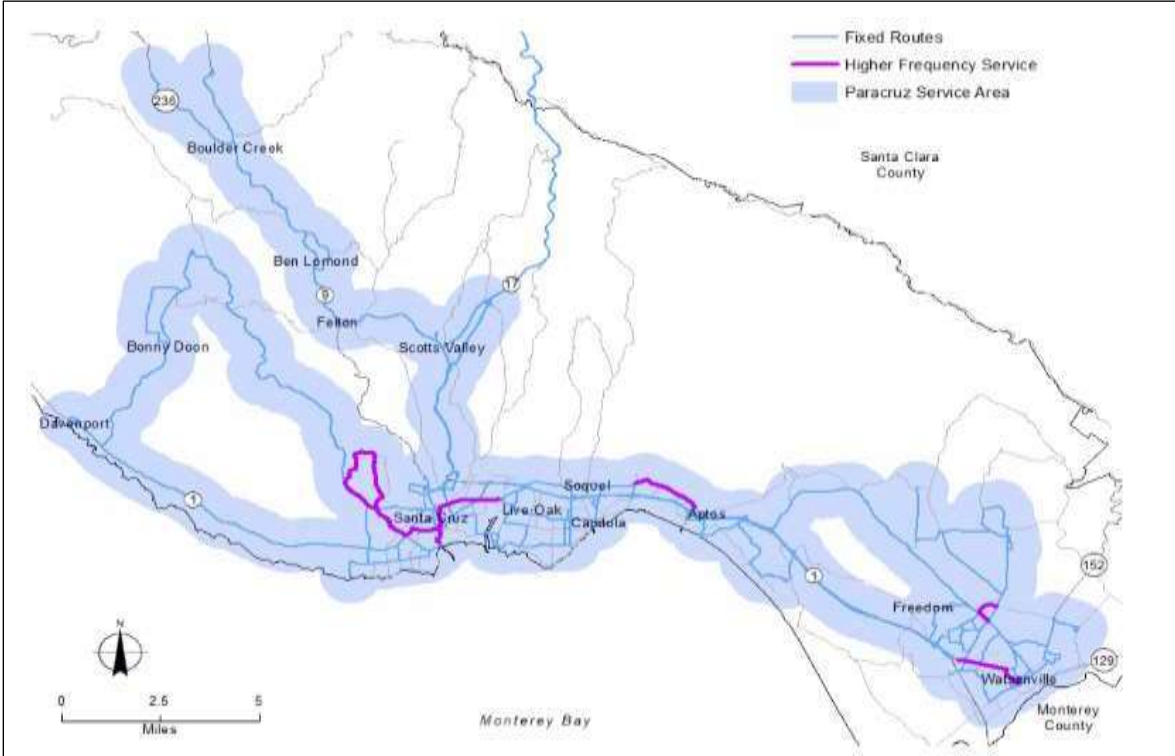 Fixed Routes
Higher Frequency Service
Paracruz Service Area
236
Santa Clara
County
Boulder Creek
Ben Lomond
17
9
Felton
Scotts Valley
Bonny Doon
Davenport
1
Soquel
Live Oak
Santa Cruz
Capitola
Aptos
1
152
Freedom
129
Watsonville
N
0 2.5 5
Miles
Monterey Bay
Monterey
County